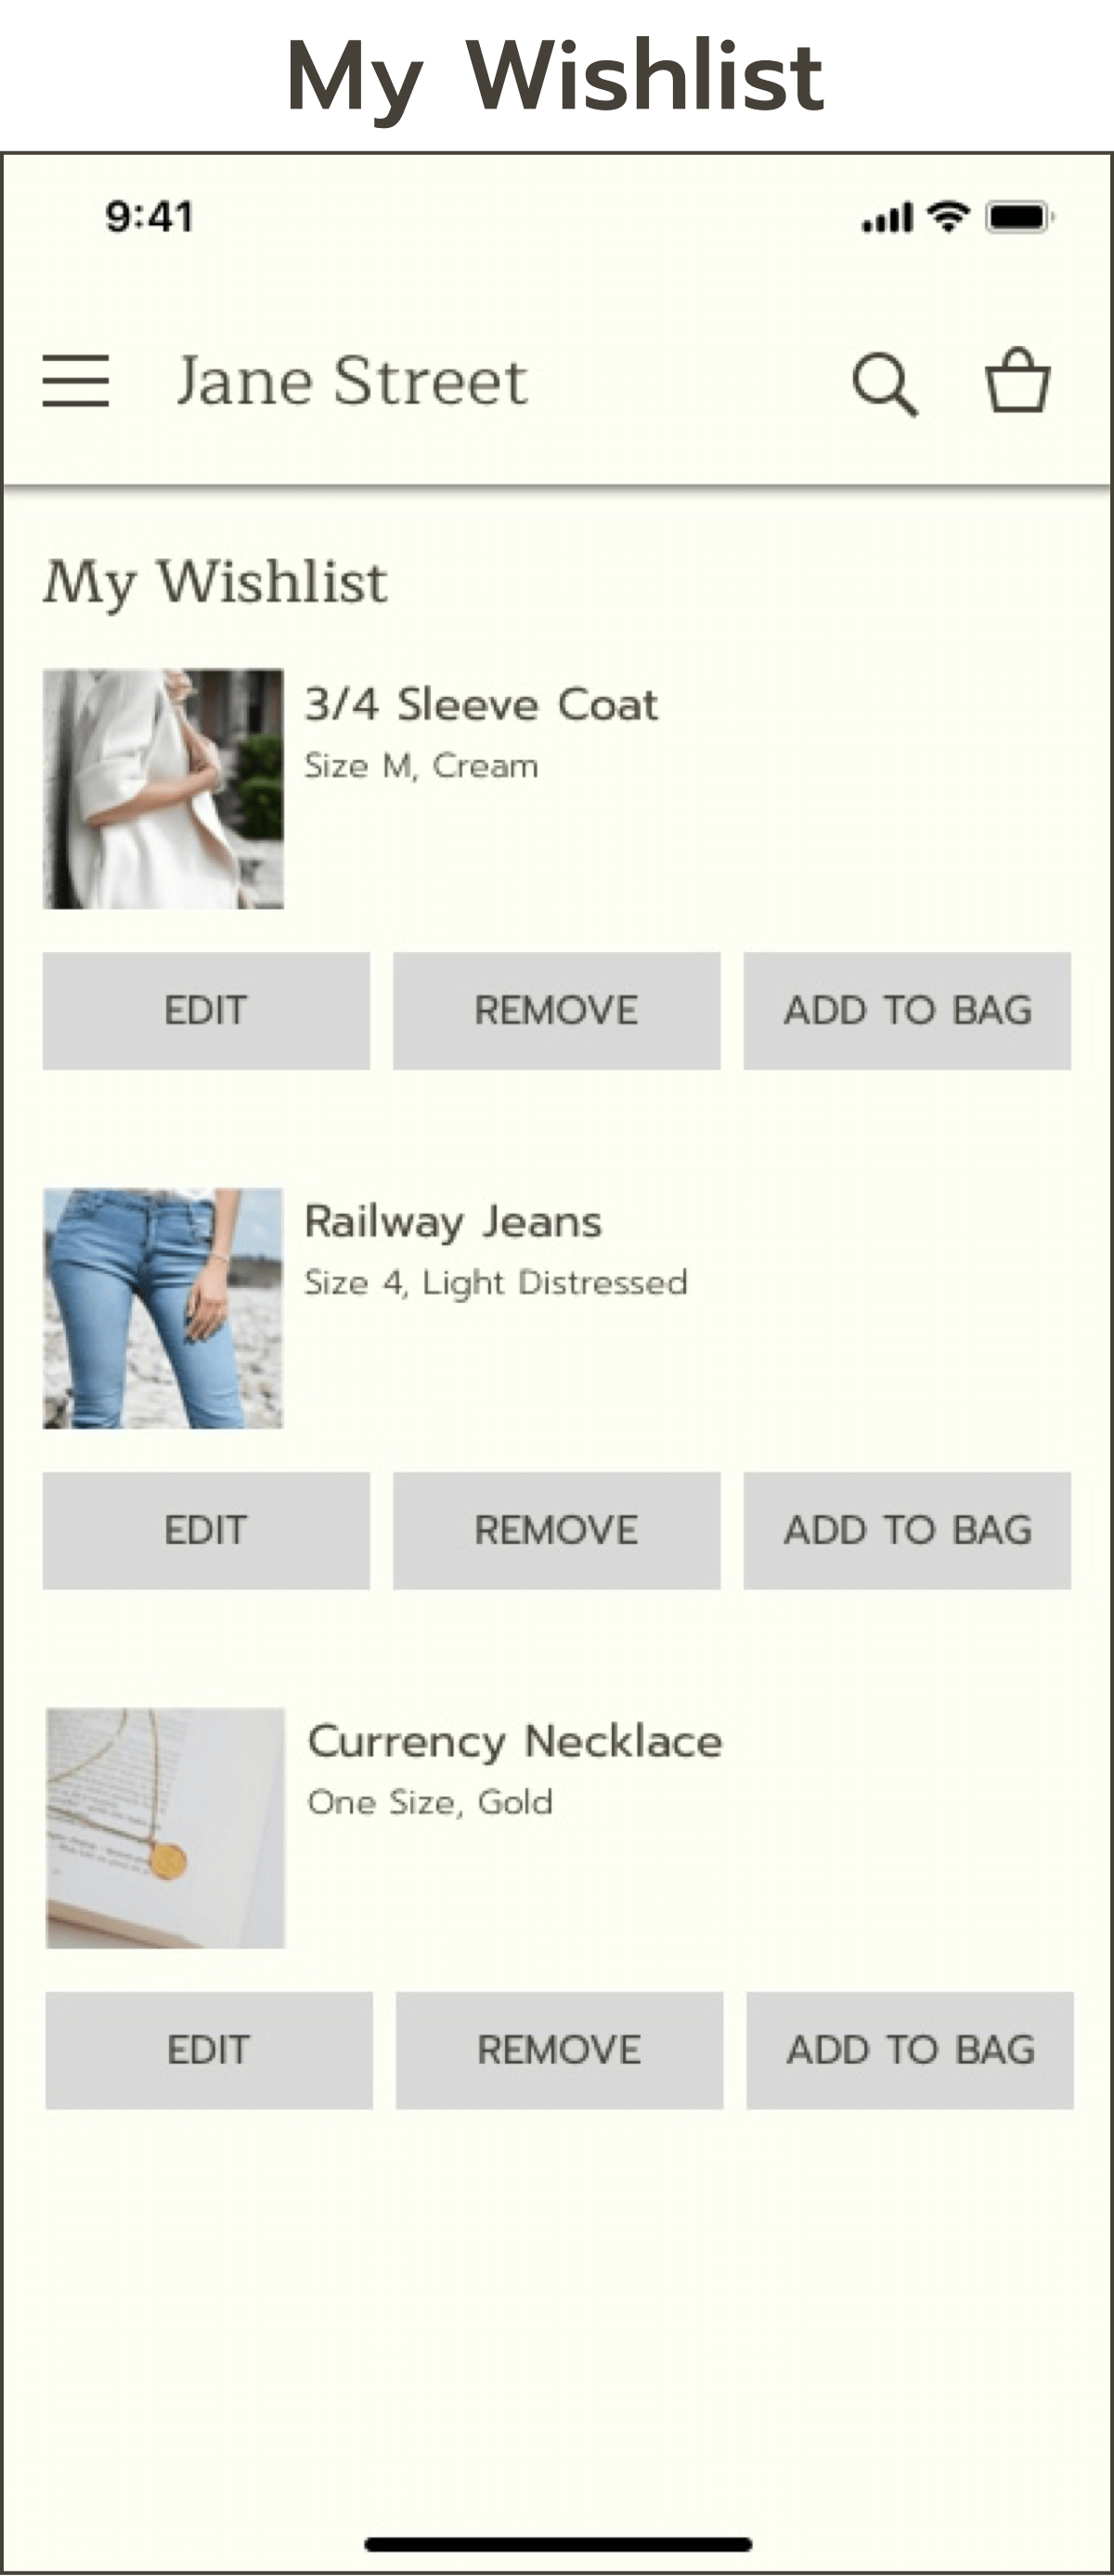 My Wishlist
9:41
Jane Street
My Wishlist
3/4 Sleeve Coat
Size M, Cream
EDIT REMOVE ADD TO BAG
Railway Jeans
Size 4, Light Distressed
EDIT REMOVE ADD TO BAG
Currency Necklace
One Size, Gold
EDIT REMOVE ADD TO BAG